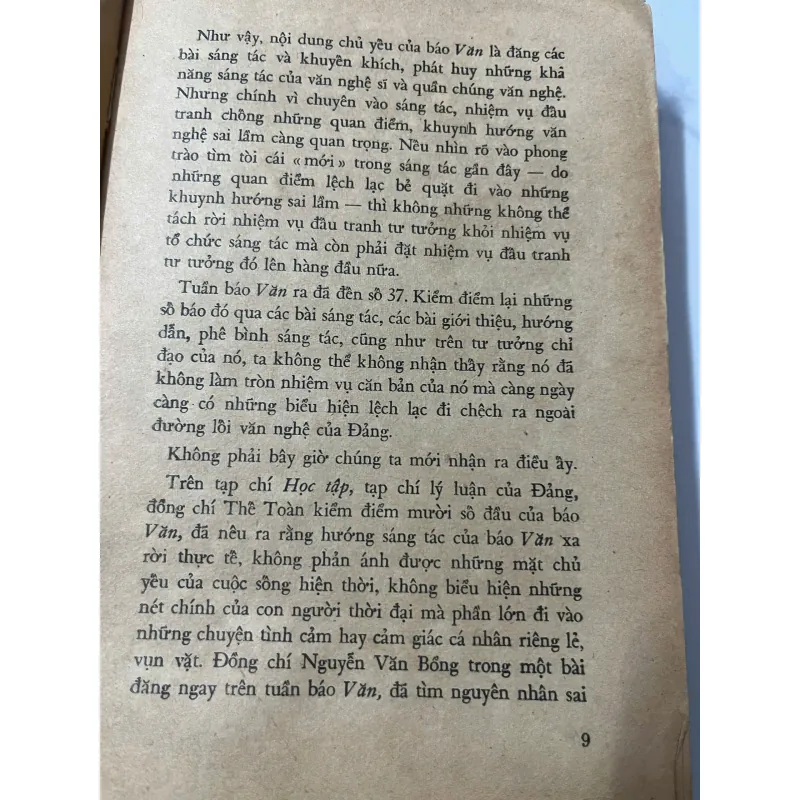 Như vậy, nội dung chủ yếu của báo Văn là đăng các
bài sáng tác và khuyến khích, phát huy những khả
năng sáng tác của văn nghệ sĩ và quần chúng văn nghệ.
Nhưng chính vì chuyên vào sáng tác, nhiệm vụ đấu
tranh chống những quan điểm, khuynh hướng văn
nghệ sai lầm càng quan trọng. Nếu nhìn rõ vào phong
trào tìm tòi cái « mới » trong sáng tác gần đây — do
những quan điểm lệch lạc bẻ quặt đi vào những
khuynh hướng sai lầm — thì không những không thể
tách rời nhiệm vụ đấu tranh tư tưởng khỏi nhiệm vụ
tổ chức sáng tác mà còn phải đặt nhiệm vụ đấu tranh
tư tưởng đó lên hàng đầu nữa.
Tuần báo Văn ra đã đến số 37. Kiểm điểm lại những
số báo đó qua các bài sáng tác, các bài giới thiệu, hướng
dẫn, phê bình sáng tác, cũng như trên tư tưởng chỉ
đạo của nó, ta không thể không nhận thấy rằng nó đã
không làm tròn nhiệm vụ căn bản của nó mà càng ngày
càng có những biểu hiện lệch lạc đi chệch ra ngoài
đường lối văn nghệ của Đảng.
Không phải bây giờ chúng ta mới nhận ra điều ấy.
Trên tạp chí Học tập, tạp chí lý luận của Đảng,
đồng chí Thế Toàn kiểm điểm mười số đầu của báo
Văn, đã nêu ra rằng hướng sáng tác của báo Văn xa
rời thực tế, không phản ánh được những mặt chủ
yếu của cuộc sống hiện thời, không biểu hiện những
nét chính của con người thời đại mà phần lớn đi vào
những chuyện tình cảm hay cảm giác cá nhân riêng lẻ,
vụn vặt. Đồng chí Nguyễn Văn Bổng trong một bài
đăng ngay trên tuần báo Văn, đã tìm nguyên nhân sai
9